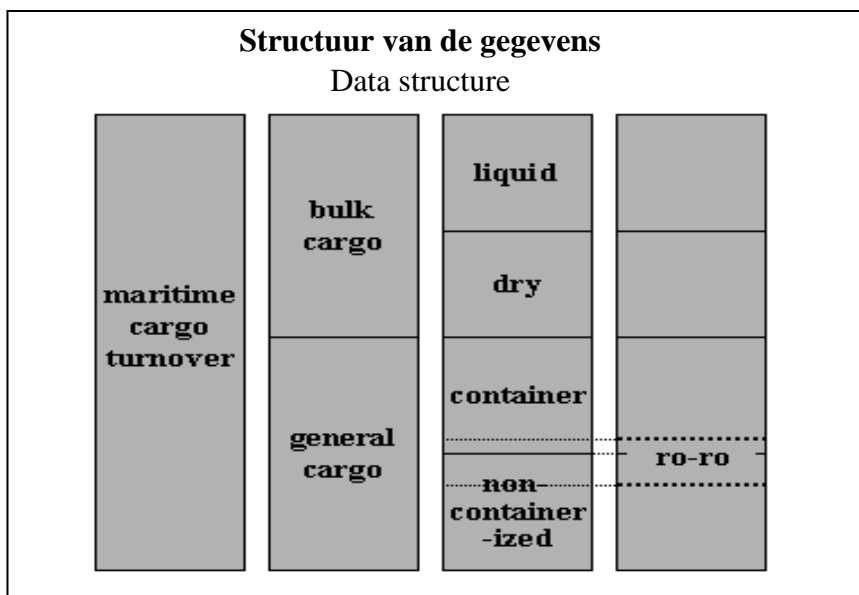 Structuur van de gegevens
Data structure
maritime
cargo
turnover
bulk
cargo
general
cargo
liquid
dry
container
non-
container
-ized
ro-ro